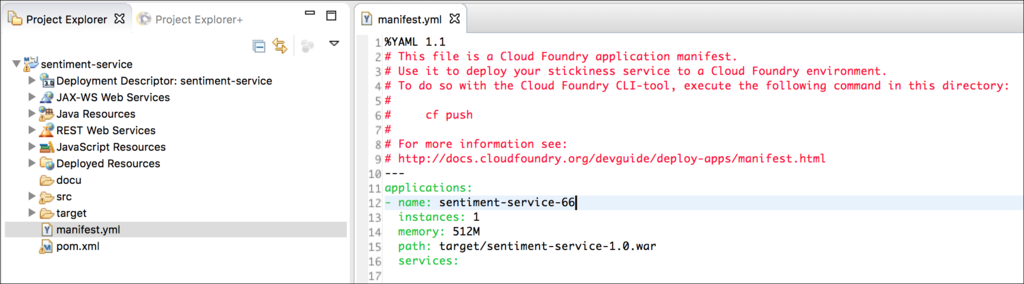 Project Explorer
Project Explorer+
sentiment-service
Deployment Descriptor: sentiment-service
JAX-WS Web Services
Java Resources
REST Web Services
JavaScript Resources
Deployed Resources
docu
src
target
manifest.yml
pom.xml
manifest.yml
1 %YAML 1.1
2 # This file is a Cloud Foundry application manifest.
3 # Use it to deploy your stickiness service to a Cloud Foundry environment.
4 # To do so with the Cloud Foundry CLI-tool, execute the following command in this directory:
5 #
6 #     cf push
7 #
8 # For more information see:
9 # http://docs.cloudfoundry.org/devguide/deploy-apps/manifest.html
10 ---
11 applications:
12 - name: sentiment-service-66
13   instances: 1
14   memory: 512M
15   path: target/sentiment-service-1.0.war
16   services:
17